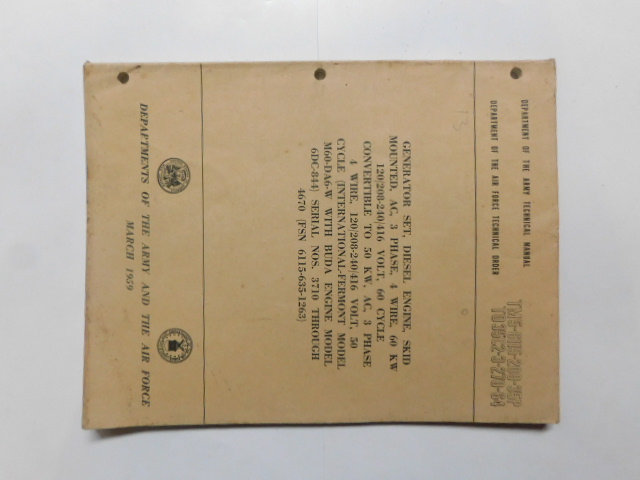 DEPARTMENT OF THE ARMY TECHNICAL MANUAL
DEPARTMENT OF THE AIR FORCE TECHNICAL ORDER
GENERATOR SET, DIESEL ENGINE, SKID
MOUNTED, AC, 3 PHASE, 4 WIRE, 60 KW
120/208-240/416 VOLT, 60 CYCLE
CONVERTIBLE TO 50 KW, AC, 3 PHASE
4 WIRE, 120/208-240/416 VOLT, 50
CYCLE (INTERNATIONAL-FERMONT MODEL
M60-DA6-W WITH BUDA ENGINE MODEL
6DC-844) SERIAL NOS. 3710 THROUGH
4670 (FSN 6115-635-1263)
DEPARTMENTS OF THE ARMY AND THE AIR FORCE
MARCH 1959